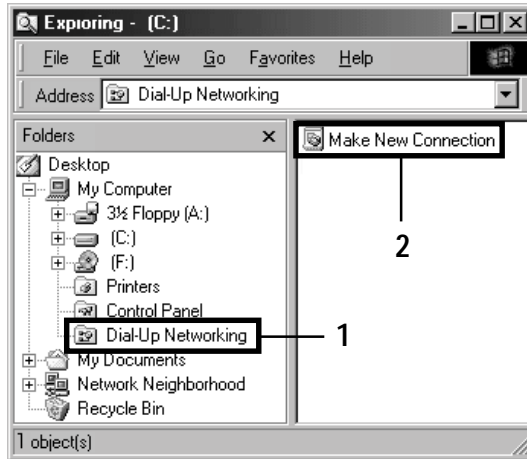 Exploring - (C:)
File Edit View Go Favorites Help
Address Dial-Up Networking
Folders
Make New Connection
Desktop
My Computer
3½ Floppy (A:)
(C:)
(F:)
Printers
Control Panel
Dial-Up Networking
My Documents
Network Neighborhood
Recycle Bin
2
1
1 object(s)